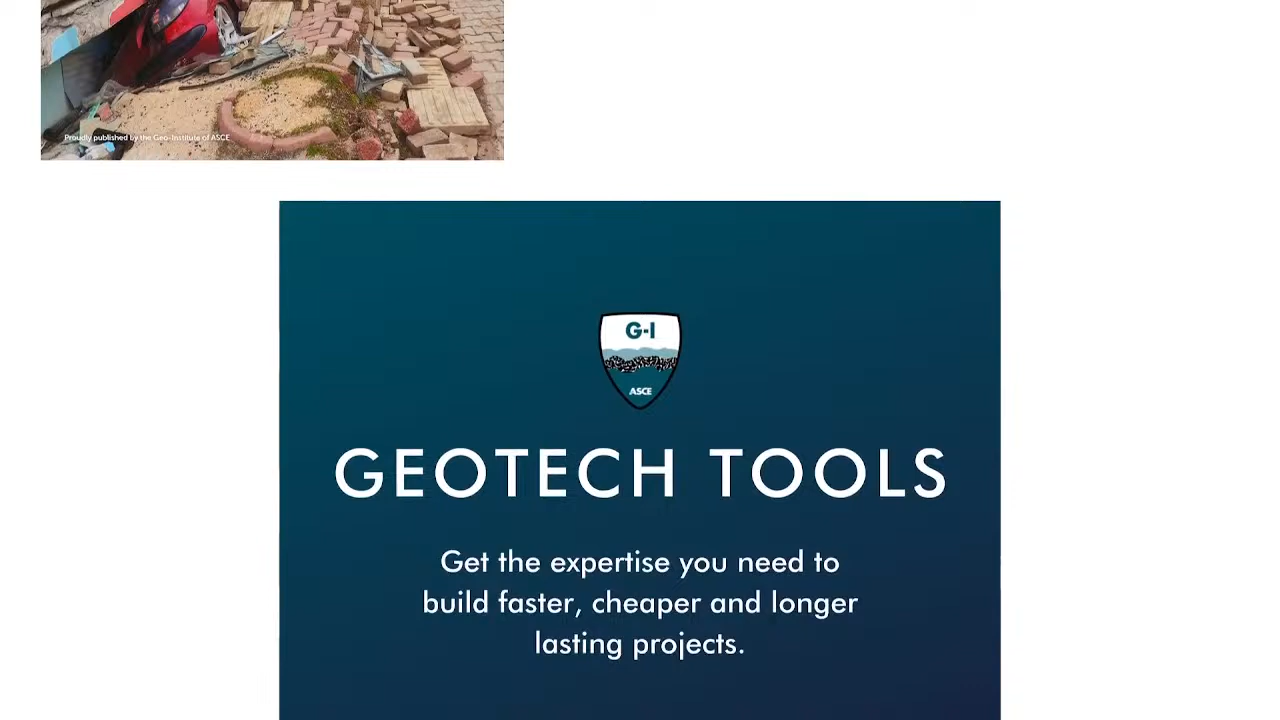 Proudly published by the Geo-Institute of ASCE
G-I
ASCE
GEOTECH TOOLS
Get the expertise you need to
build faster, cheaper and longer
lasting projects.